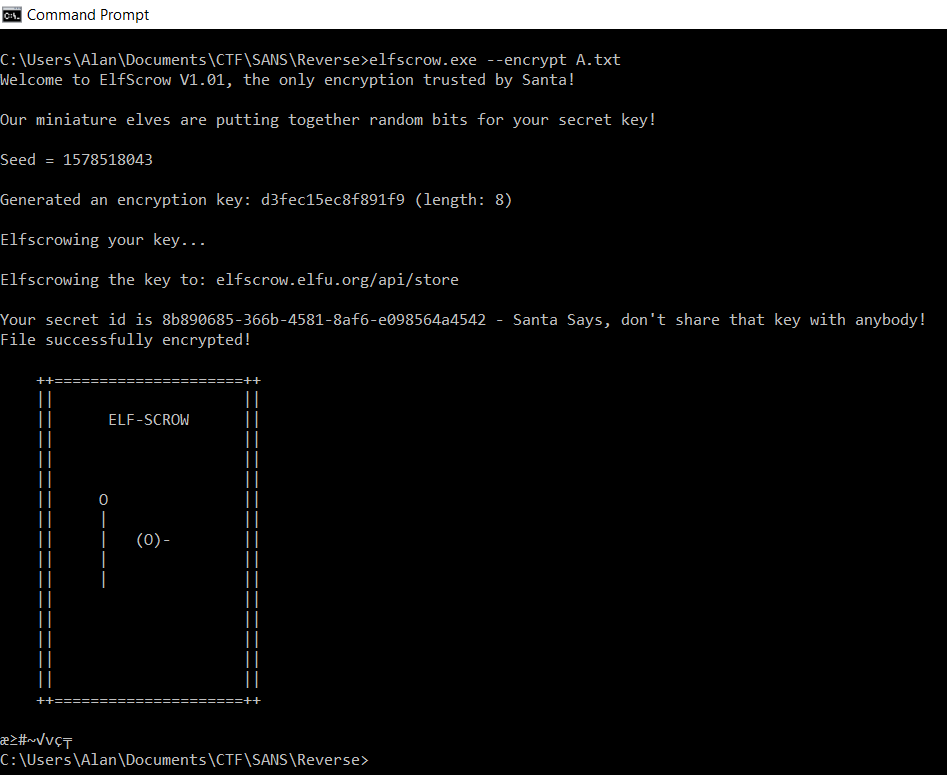 Command Prompt
C:\Users\Alan\Documents\CTF\SANS\Reverse>elfscrow.exe --encrypt A.txt
Welcome to ElfScrow V1.01, the only encryption trusted by Santa!
Our miniature elves are putting together random bits for your secret key!
Seed = 1578518043
Generated an encryption key: d3fec15ec8f891f9 (length: 8)
Elfscrowing your key...
Elfscrowing the key to: elfscrow.elfu.org/api/store
Your secret id is 8b890685-366b-4581-8af6-e098564a4542 - Santa Says, don't share that key with anybody!
File successfully encrypted!
++=====================++
||                     ||
||      ELF-SCROW      ||
||                     ||
||                     ||
||                     ||
||     O               ||
||     |               ||
||     |   (O)-        ||
||     |               ||
||     |               ||
||                     ||
||                     ||
||                     ||
||                     ||
||                     ||
++=====================++
æ≥#~√vç╤
C:\Users\Alan\Documents\CTF\SANS\Reverse>